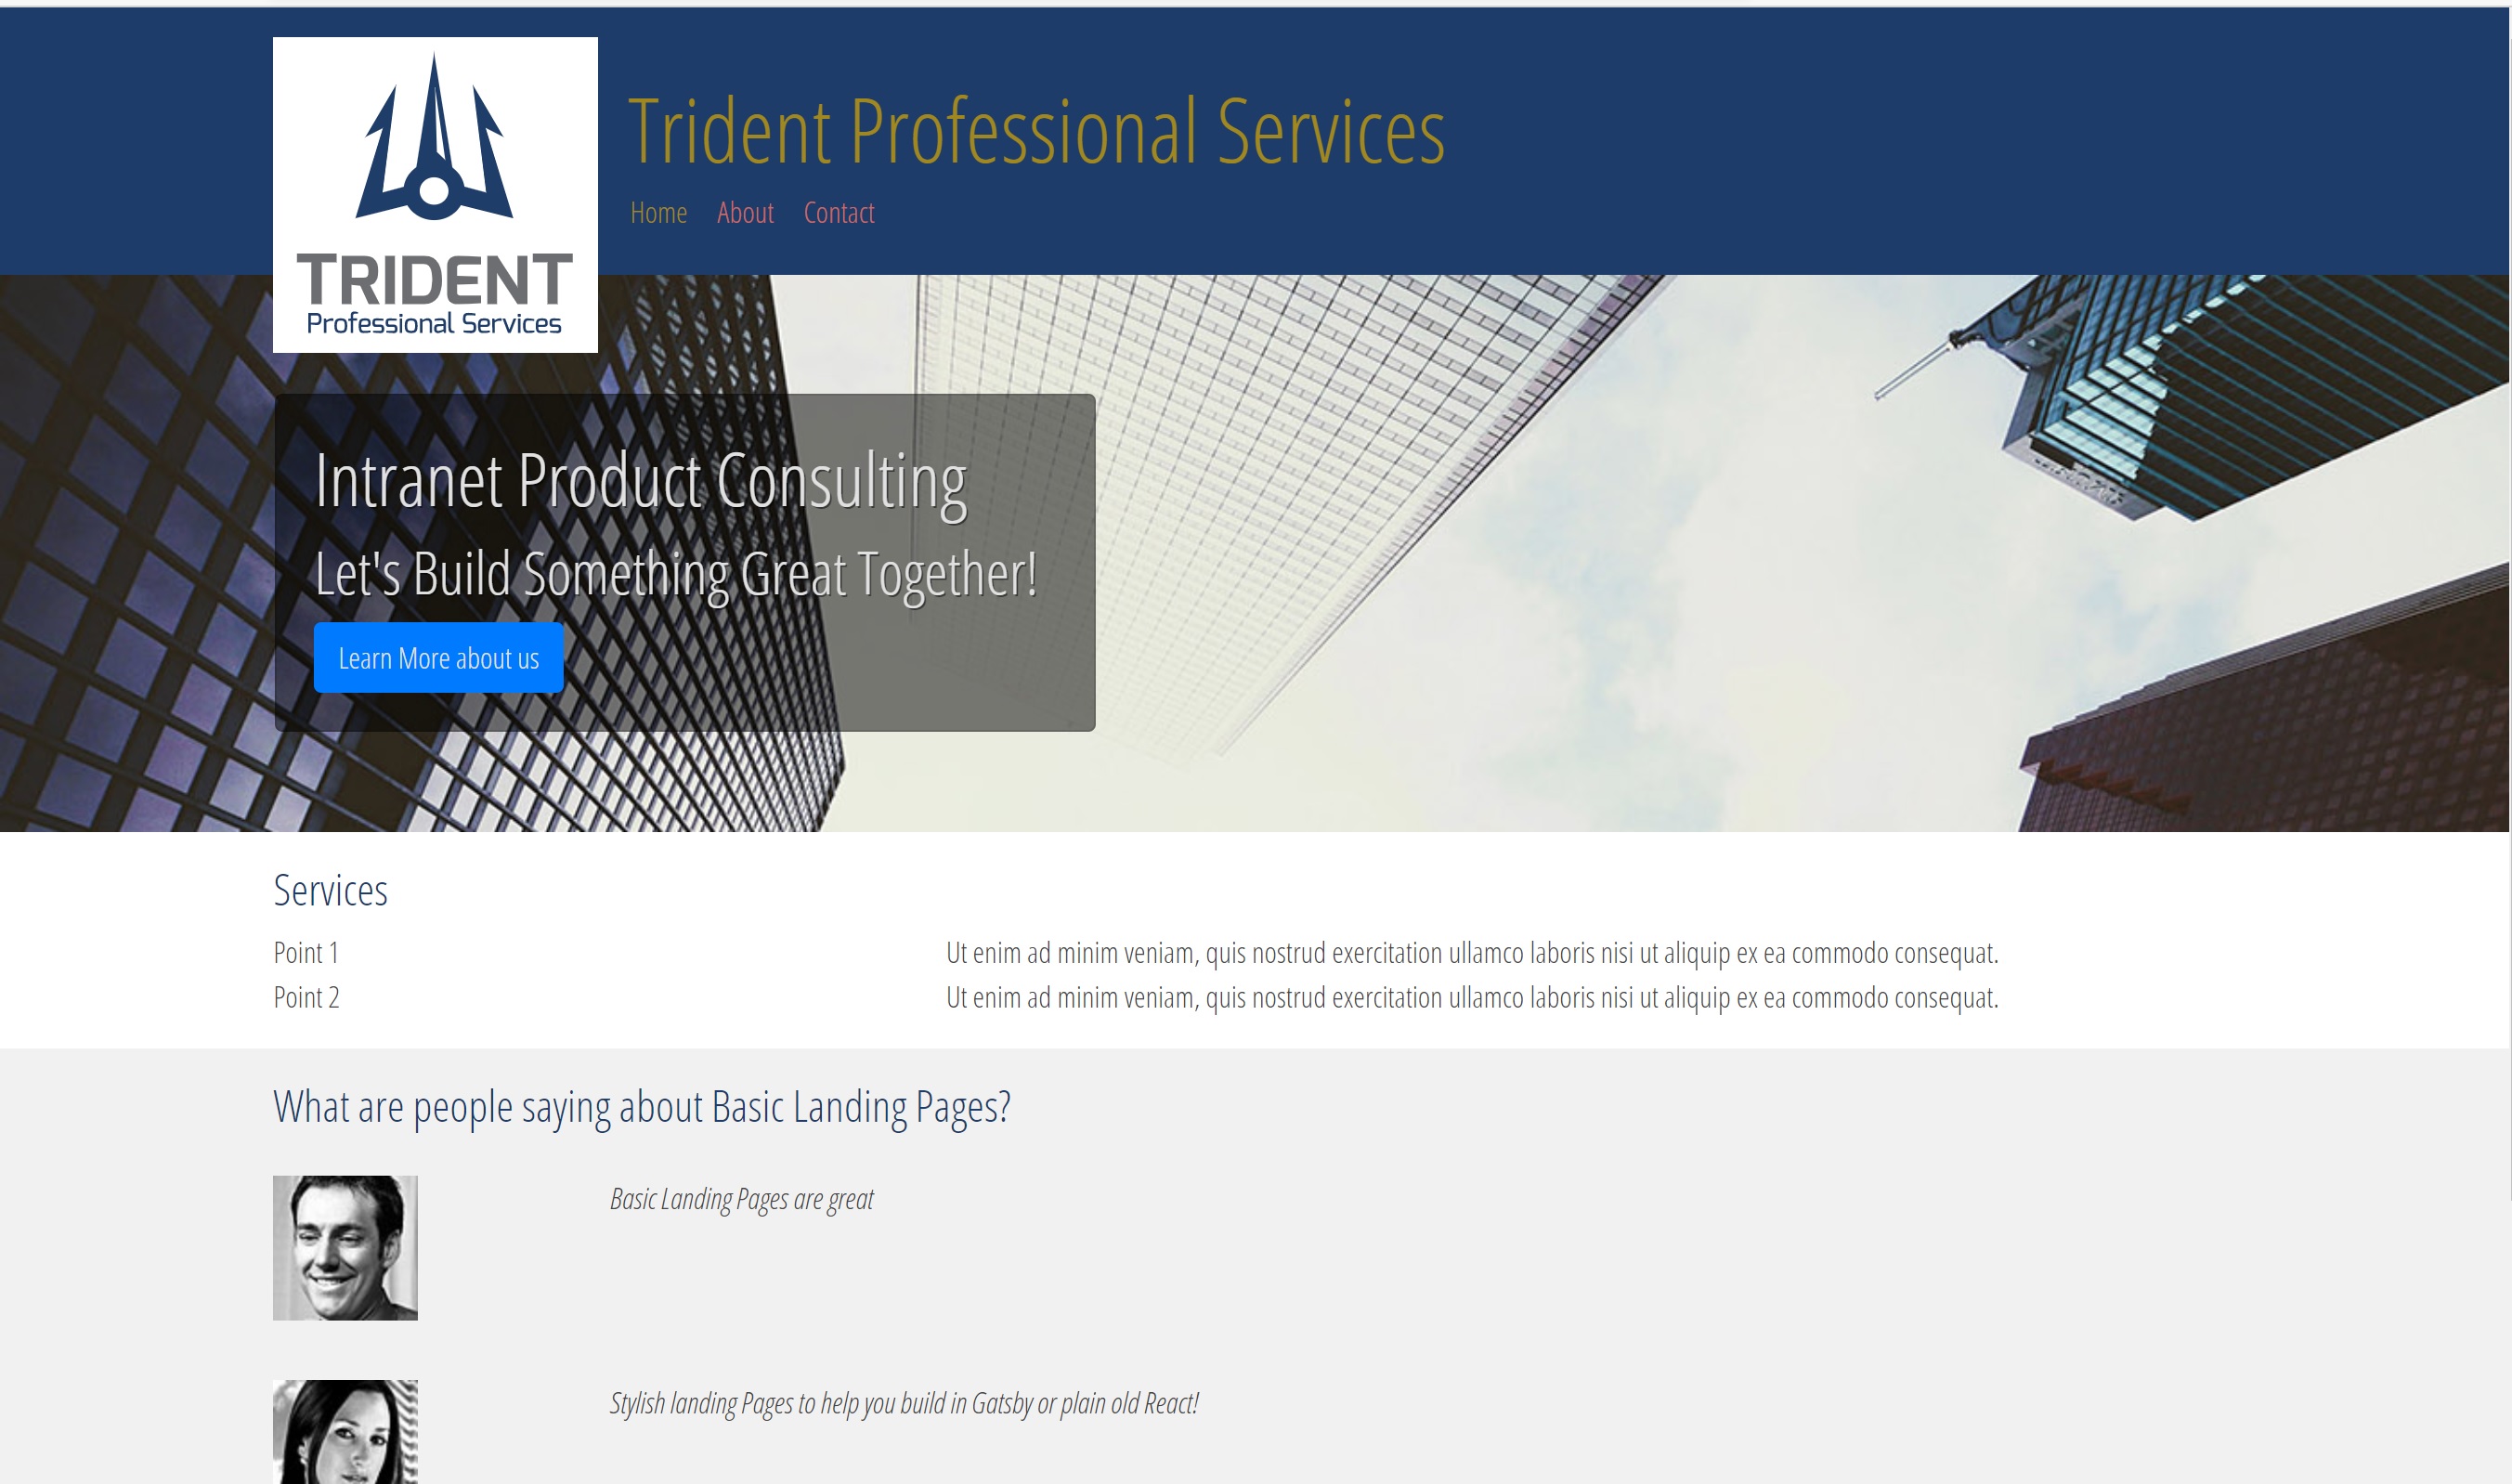 TRIDENT
Professional Services
Trident Professional Services
Home About Contact
Intranet Product Consulting
Let's Build Something Great Together!
Learn More about us
Services
Point 1 Ut enim ad minim veniam, quis nostrud exercitation ullamco laboris nisi ut aliquip ex ea commodo consequat.
Point 2 Ut enim ad minim veniam, quis nostrud exercitation ullamco laboris nisi ut aliquip ex ea commodo consequat.
What are people saying about Basic Landing Pages?
Basic Landing Pages are great
Stylish landing Pages to help you build in Gatsby or plain old React!